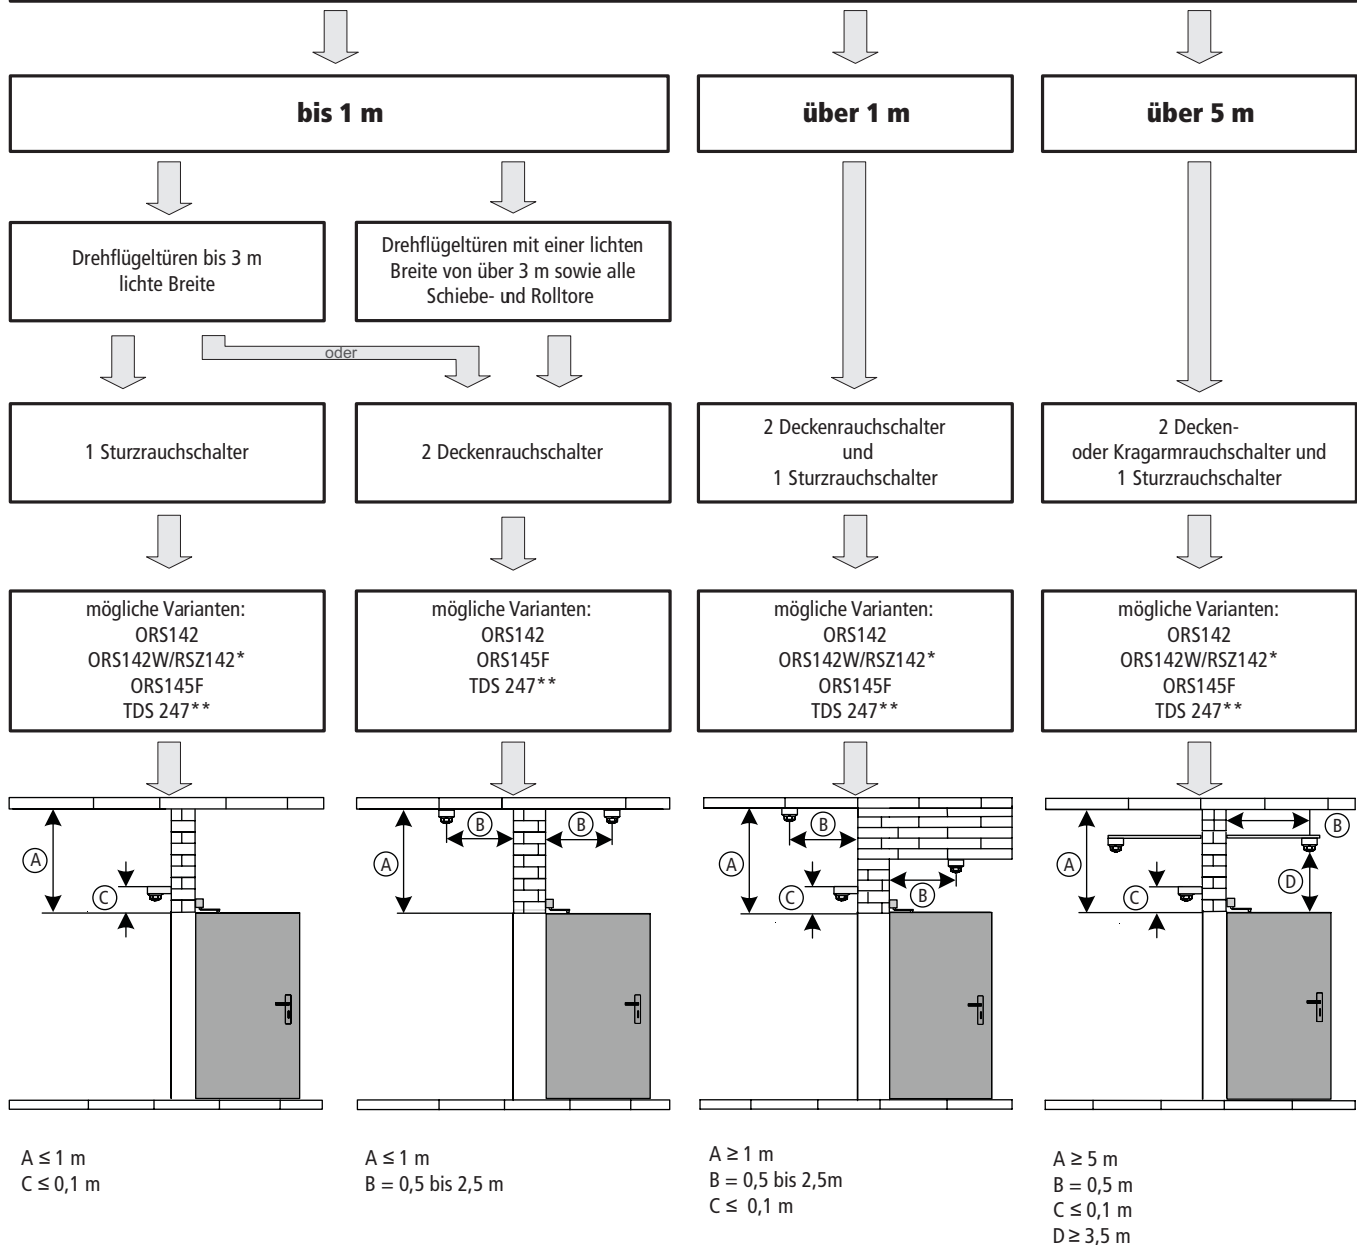 bis 1 m
über 1 m
über 5 m
Drehflügeltüren bis 3 m
lichte Breite
Drehflügeltüren mit einer lichten
Breite von über 3 m sowie alle
Schiebe- und Rolltore
oder
1 Sturzrauchschalter
2 Deckenrauchschalter
2 Deckenrauchschalter
und
1 Sturzrauchschalter
2 Decken-
oder Kragarmrauchschalter und
1 Sturzrauchschalter
mögliche Varianten:
ORS142
ORS142W/RSZ142*
ORS145F
TDS 247**
mögliche Varianten:
ORS142
ORS145F
TDS 247**
mögliche Varianten:
ORS142
ORS142W/RSZ142*
ORS145F
TDS 247**
mögliche Varianten:
ORS142
ORS142W/RSZ142*
ORS145F
TDS 247**
A
C
A
B
B
A
B
C
B
A
C
B
D
A ≤ 1 m
C ≤ 0,1 m
A ≤ 1 m
B = 0,5 bis 2,5 m
A ≥ 1 m
B = 0,5 bis 2,5m
C ≤ 0,1 m
A ≥ 5 m
B = 0,5 m
C ≤ 0,1 m
D ≥ 3,5 m